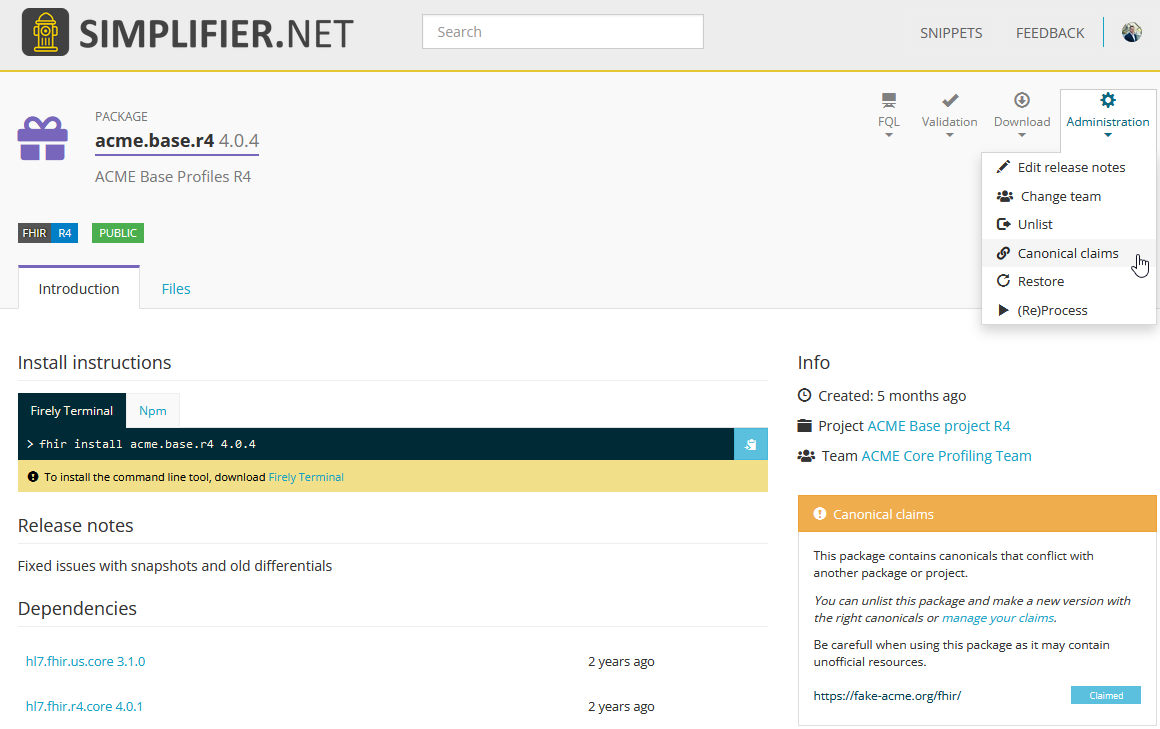 SIMPLIFIER.NET
Search
SNIPPETS
FEEDBACK
PACKAGE
acme.base.r4 4.0.4
ACME Base Profiles R4
FQL
Validation
Download
Administration
Edit release notes
Change team
Unlist
Canonical claims
Restore
(Re)Process
FHIR R4
PUBLIC
Introduction
Files
Install instructions
Firely Terminal
Npm
> fhir install acme.base.r4 4.0.4
To install the command line tool, download Firely Terminal
Release notes
Fixed issues with snapshots and old differentials
Dependencies
hl7.fhir.us.core 3.1.0
2 years ago
hl7.fhir.r4.core 4.0.1
2 years ago
Info
Created: 5 months ago
Project ACME Base project R4
Team ACME Core Profiling Team
Canonical claims
This package contains canonicals that conflict with
another package or project.
You can unlist this package and make a new version with
the right canonicals or manage your claims.
Be carefull when using this package as it may contain
unofficial resources.
https://fake-acme.org/fhir/
Claimed